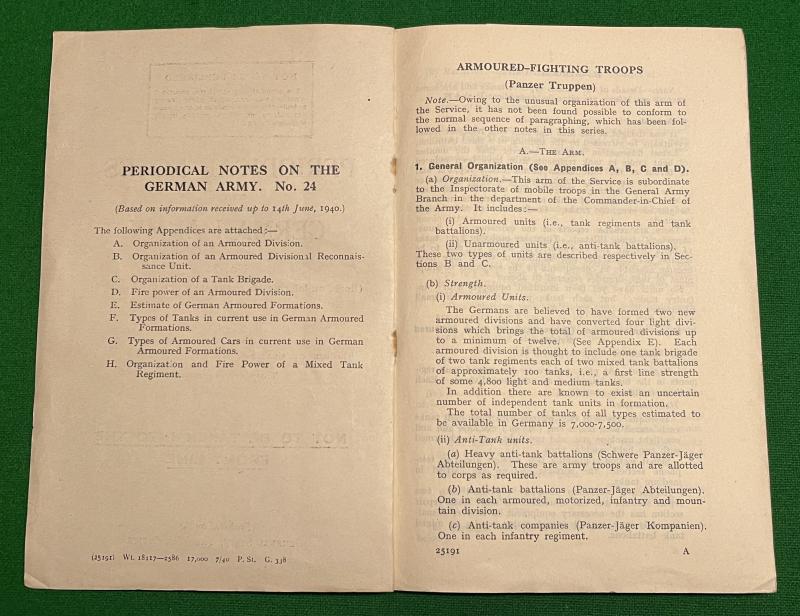 PERIODICAL NOTES ON THE
GERMAN ARMY. No. 24
(Based on information received up to 14th June, 1940.)
The following Appendices are attached:—
A. Organization of an Armoured Division.
B. Organization of an Armoured Divisional Reconnais-
sance Unit.
C. Organization of a Tank Brigade.
D. Fire power of an Armoured Division.
E. Estimate of German Armoured Formations.
F. Types of Tanks in current use in German Armoured
Formations.
G. Types of Armoured Cars in current use in German
Armoured Formations.
H. Organization and Fire Power of a Mixed Tank
Regiment.
(25191) Wt. 18117—2586 17,000 7/40 P. St. G. 338
ARMOURED-FIGHTING TROOPS
(Panzer Truppen)
Note.—Owing to the unusual organization of this arm of
the Service, it has not been found possible to conform to
the normal sequence of paragraphing, which has been fol-
lowed in the other notes in this series.
A.—The Arm.
1. General Organization (See Appendices A, B, C and D).
(a) Organization.—This arm of the Service is subordinate
to the Inspectorate of mobile troops in the General Army
Branch in the department of the Commander-in-Chief of
the Army. It includes:—
(i) Armoured units (i.e., tank regiments and tank
battalions).
(ii) Unarmoured units (i.e., anti-tank battalions).
These two types of units are described respectively in Sec-
tions B and C.
(b) Strength.
(i) Armoured Units.
The Germans are believed to have formed two new
armoured divisions and have converted four light divi-
sions which brings the total of armoured divisions up
to a minimum of twelve. (See Appendix E). Each
armoured division is thought to include one tank brigade
of two tank regiments each of two mixed tank battalions
of approximately 100 tanks, i.e., a first line strength
of some 4,800 light and medium tanks.
In addition there are known to exist an uncertain
number of independent tank units in formation.
The total number of tanks of all types estimated to
be available in Germany is 7,000-7,500.
(ii) Anti-Tank units.
(a) Heavy anti-tank battalions (Schwere Panzer-Jäger
Abteilungen). These are army troops and are allotted
to corps as required.
(b) Anti-tank battalions (Panzer-Jäger Abteilungen).
One in each armoured, motorized, infantry and moun-
tain division.
(c) Anti-tank companies (Panzer-Jäger Kompanien).
One in each infantry regiment.
25191 A